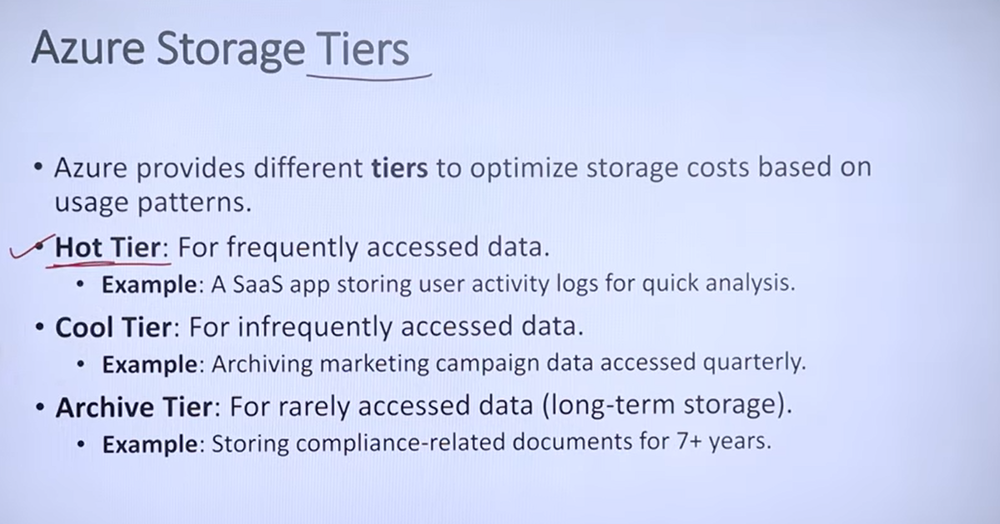 Azure Storage Tiers
• Azure provides different tiers to optimize storage costs based on
usage patterns.
• Hot Tier: For frequently accessed data.
• Example: A SaaS app storing user activity logs for quick analysis.
• Cool Tier: For infrequently accessed data.
• Example: Archiving marketing campaign data accessed quarterly.
• Archive Tier: For rarely accessed data (long-term storage).
• Example: Storing compliance-related documents for 7+ years.